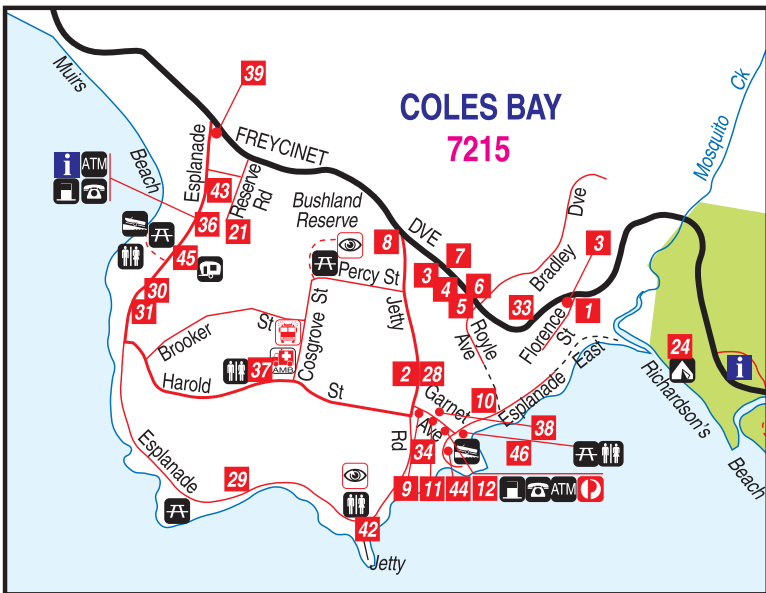 COLES BAY
7215
Muirs
Beach
Mosquito
Ck
39
FREYCINET
DVE
Esplanade
i
ATM
43
Reserve
Rd
36
21
Bushland
Reserve
8
Percy St
Jetty
Rd
7
3
4
6
5
Bradley
Dve
3
33
1
Royle
Ave
Florence
St
45
30
31
Brooker
St
Cosgrove St
AMB
37
Harold
St
2
28
Garnet
Ave
10
Esplanade
East
24
i
Richardson's
Beach
38
46
34
9
11
44
12
ATM
Esplanade
29
42
Jetty